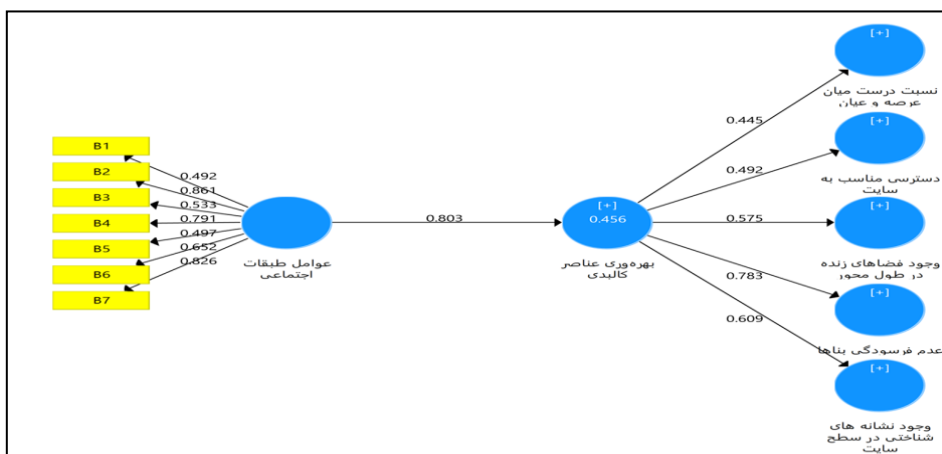 B1
B2
B3
B4
B5
B6
B7
0.492
0.861
0.533
0.791
0.497
0.652
0.826
عوامل طبقات
اجتماعی
0.803
[+]
0.456
بهره‌وری عناصر
کالبدی
0.445
0.492
0.575
0.783
0.609
[+]
نسبت درست میان
عرصه و عیان
[+]
دسترسی مناسب به
سایت
[+]
وجود فضاهای زنده
در طول محور
[+]
عدم فرسودگی بناها
[+]
وجود نشانه های
شناختی در سطح
سایت